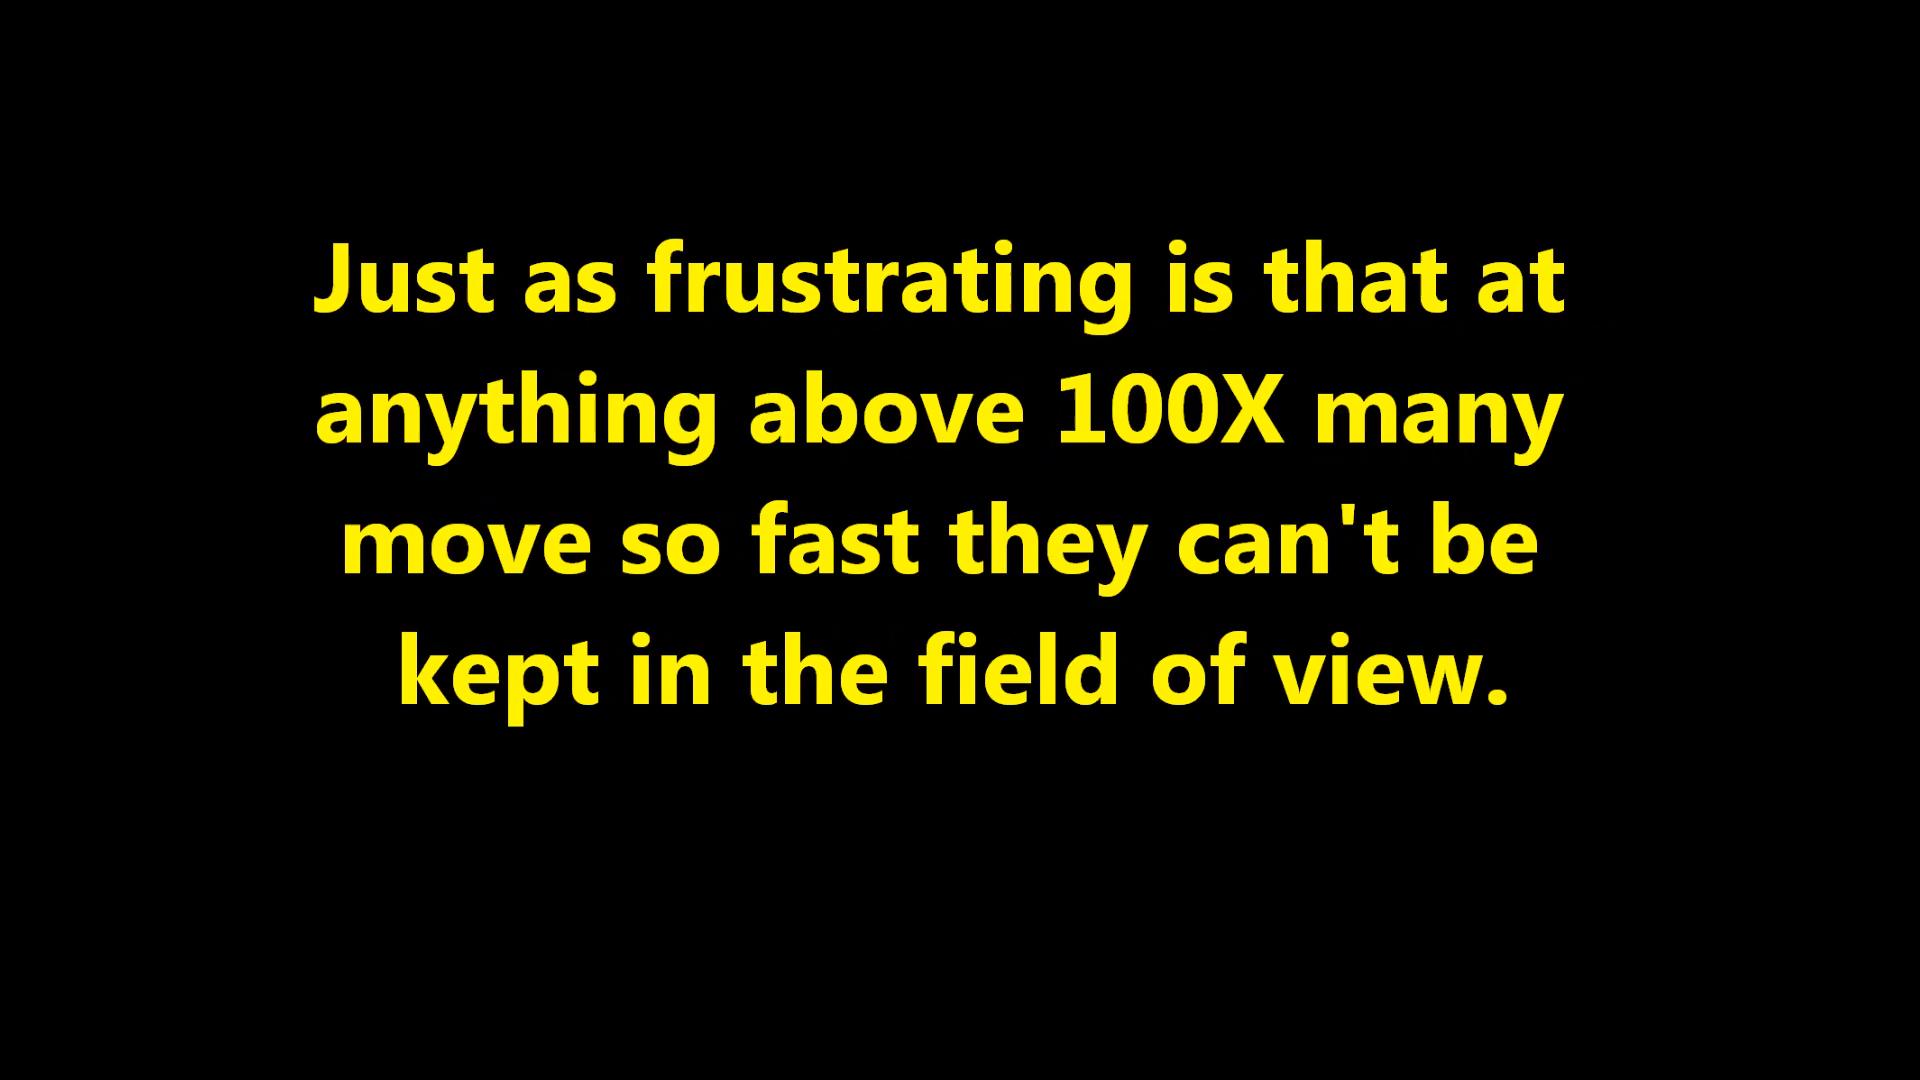 Just as frustrating is that at
anything above 100X many
move so fast they can't be
kept in the field of view.